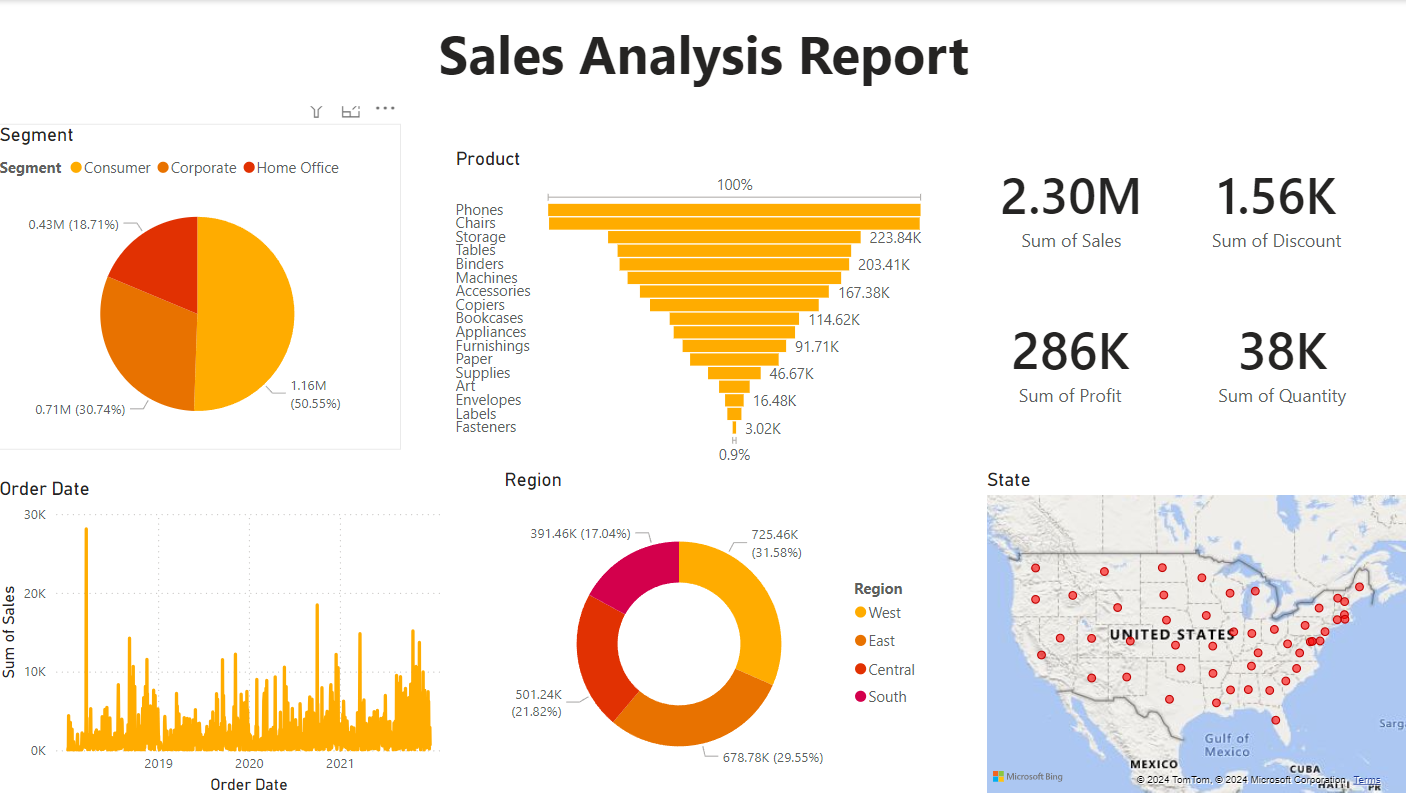 Sales Analysis Report
Segment
Segment Consumer Corporate Home Office
0.43M (18.71%)
0.71M (30.74%)
1.16M
(50.55%)
Product
100%
Phones
Chairs
Storage 223.84K
Tables
Binders 203.41K
Machines
Accessories 167.38K
Copiers
Bookcases 114.62K
Appliances
Furnishings 91.71K
Paper
Supplies 46.67K
Art
Envelopes 16.48K
Labels
Fasteners 3.02K
0.9%
2.30M
Sum of Sales
1.56K
Sum of Discount
286K
Sum of Profit
38K
Sum of Quantity
Order Date
Sum of Sales
30K
20K
10K
0K
2019 2020 2021
Order Date
Region
391.46K (17.04%)
725.46K
(31.58%)
501.24K
(21.82%)
678.78K (29.55%)
Region
West
East
Central
South
State
UNITED STATES
Gulf of
Mexico
Sarg
MEXICO
CUBA
HAITI
PR
Microsoft Bing
© 2024 TomTom, © 2024 Microsoft Corporation, Terms